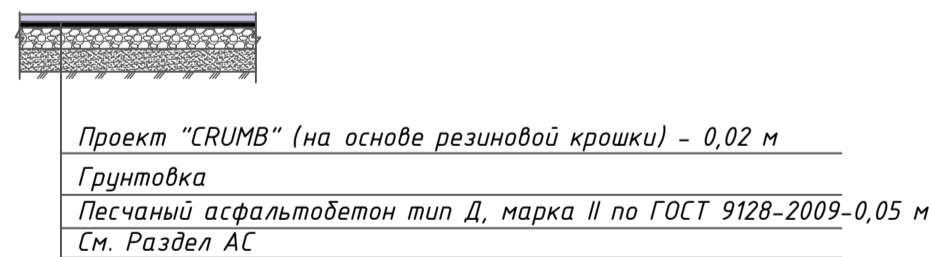 Проект "CRUMB" (на основе резиновой крошки) - 0,02 м
Грунтовка
Песчаный асфальтобетон тип Д, марка II по ГОСТ 9128-2009-0,05 м
См. Раздел АС